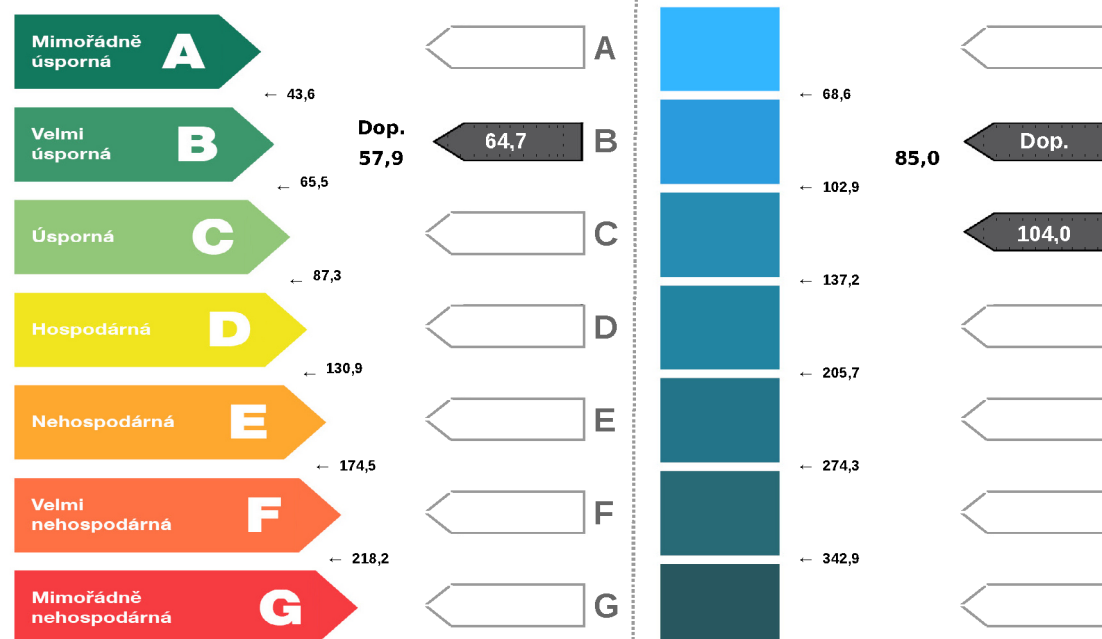 Mimořádně
úsporná
A
A
43,6
68,6
Velmi
úsporná
B
Dop.
57,9
64,7
B
85,0
Dop.
65,5
102,9
Úsporná
C
C
104,0
87,3
137,2
Hospodárná
D
D
130,9
205,7
Nehospodárná
E
E
174,5
274,3
Velmi
nehospodárná
F
F
218,2
342,9
Mimořádně
nehospodárná
G
G